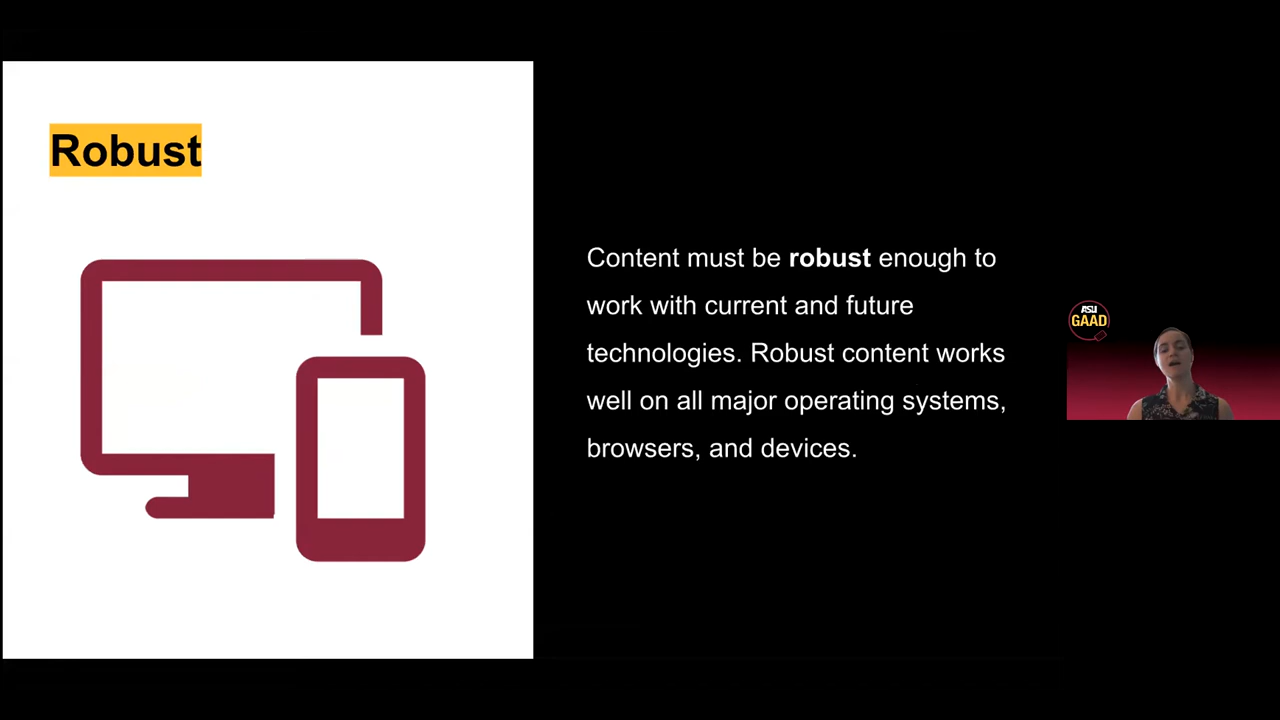 Robust
Content must be robust enough to
work with current and future
technologies. Robust content works
well on all major operating systems,
browsers, and devices.
ASU
GAAD